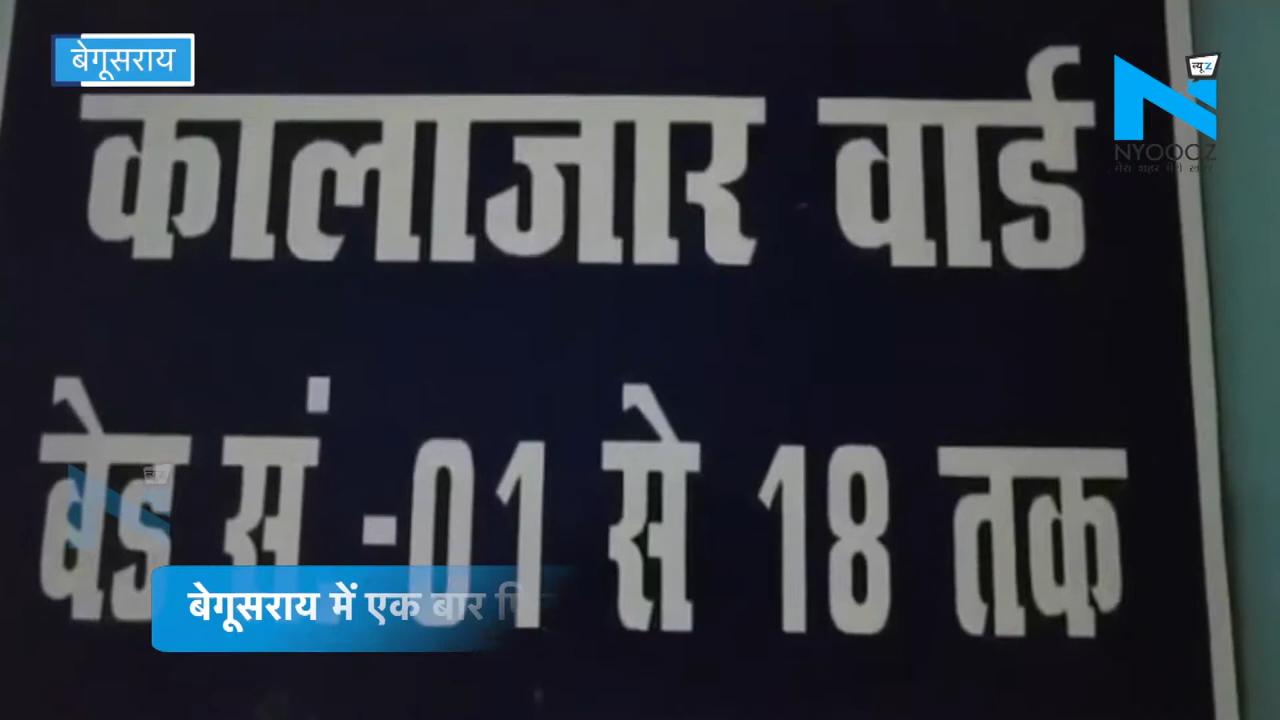 बेगूसराय
न्यूZ
NYOOOZ
कालाजार वार्ड
बेड सं.-01 से 18 तक
बेगूसराय में एक बार